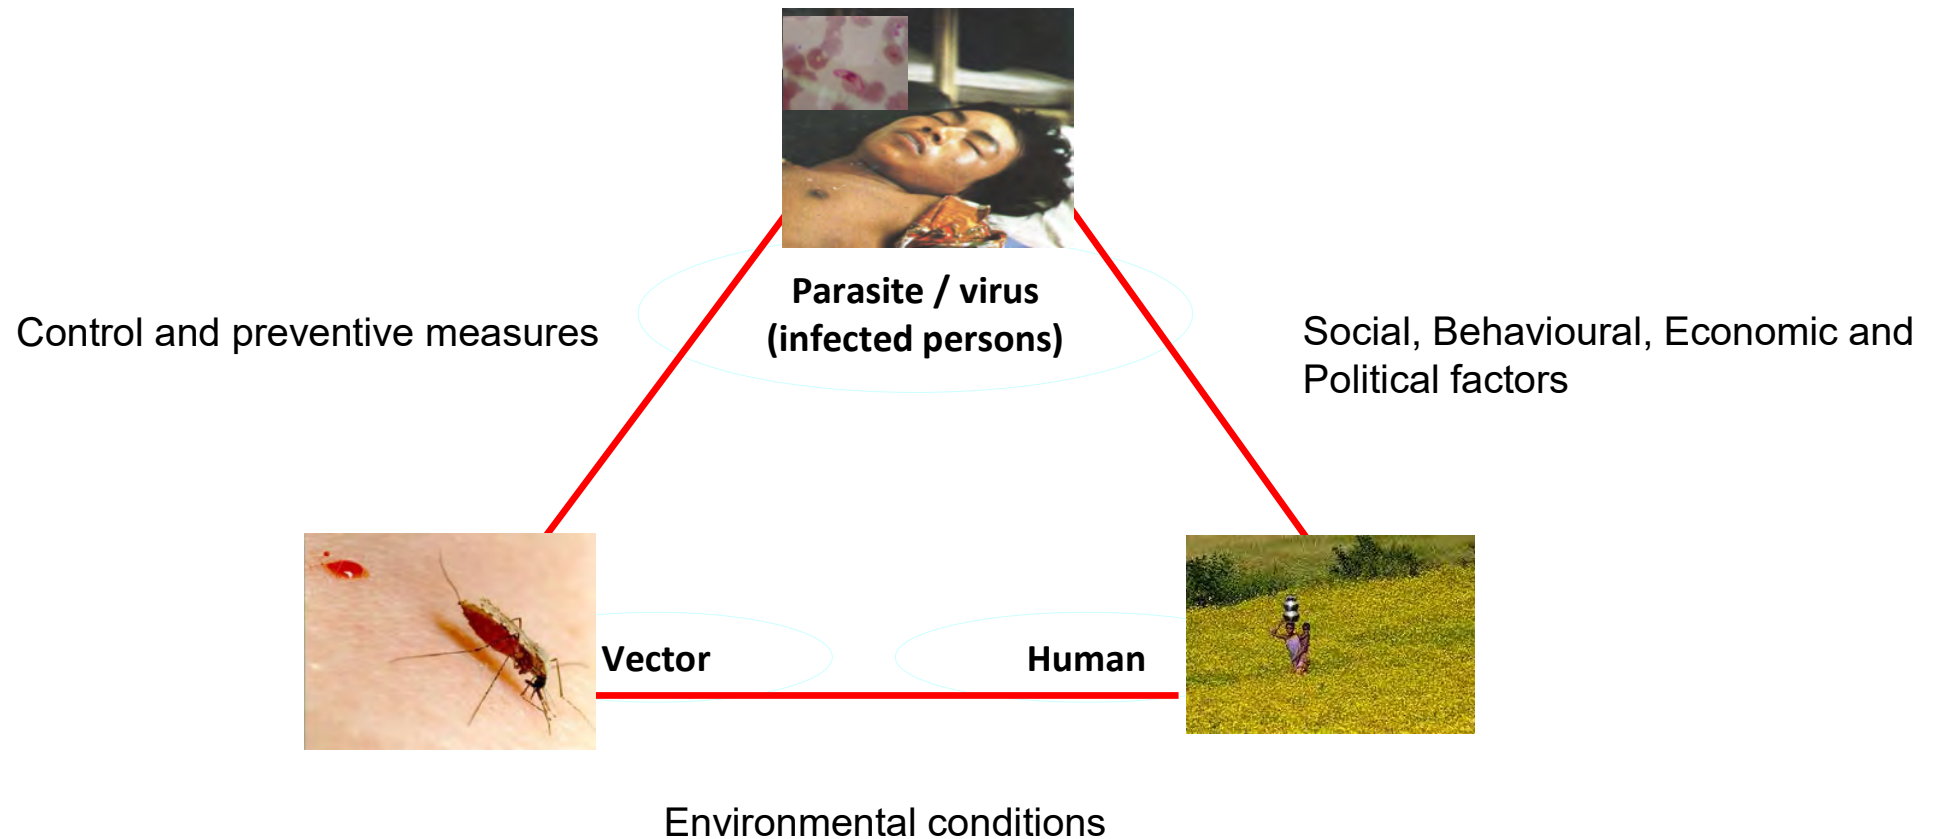 Parasite / virus
(infected persons)
Control and preventive measures
Social, Behavioural, Economic and
Political factors
Vector
Human
Environmental conditions